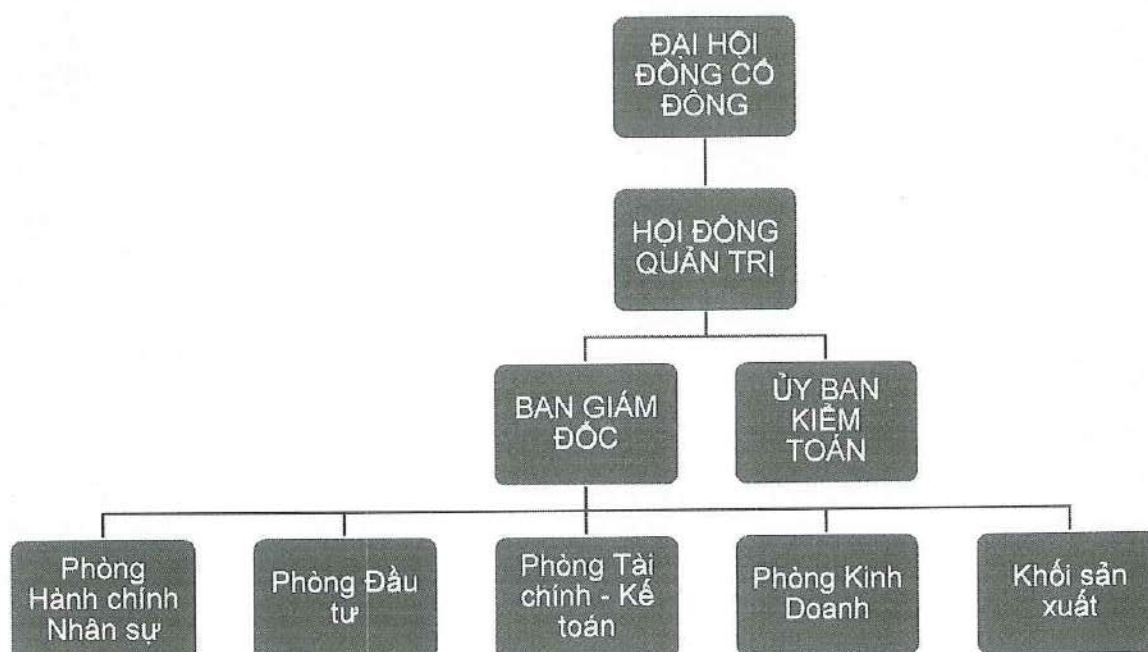 ĐẠI HỘI
ĐỒNG CỔ
ĐÔNG
HỘI ĐỒNG
QUẢN TRỊ
BAN GIÁM
ĐỐC
ỦY BAN
KIỂM
TOÁN
Phòng
Hành chính
Nhân sự
Phòng Đầu
tư
Phòng Tài
chính - Kế
toán
Phòng Kinh
Doanh
Khối sản
xuất